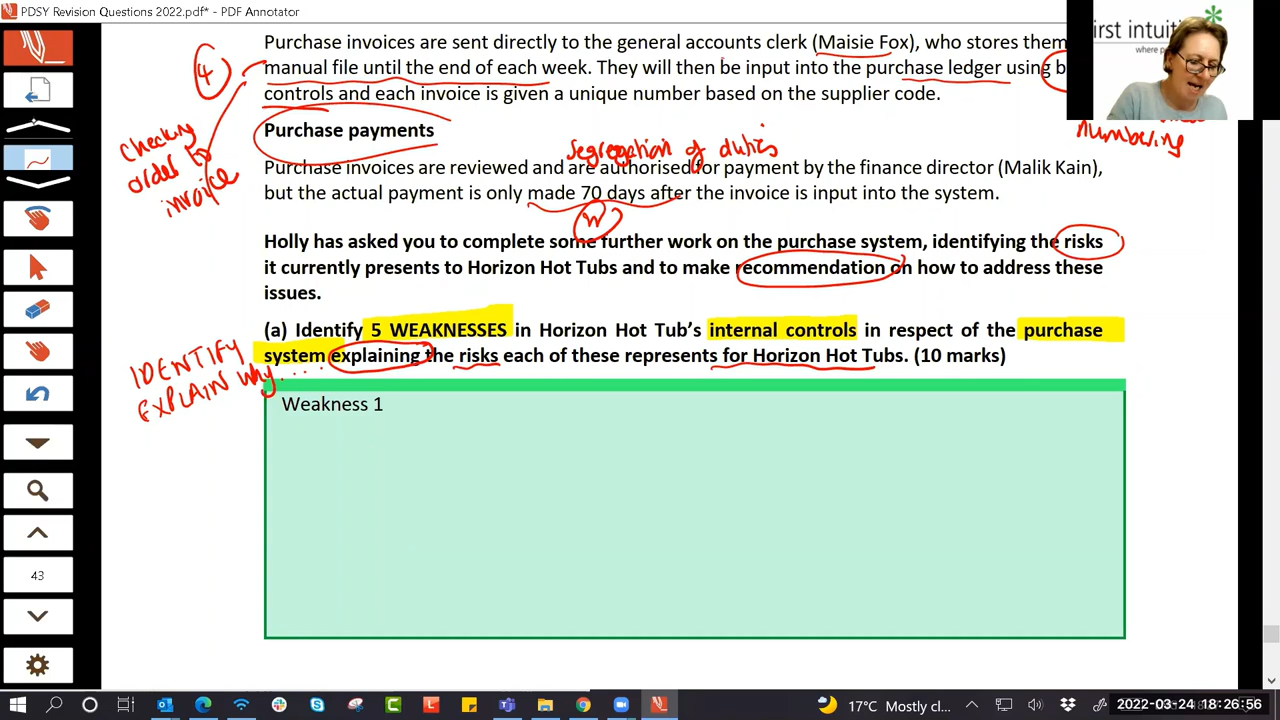 PDSY Revision Questions 2022.pdf* - PDF Annotator
first intuiti
where pe
Purchase invoices are sent directly to the general accounts clerk (Maisie Fox), who stores them
manual file until the end of each week. They will then be input into the purchase ledger using b
controls and each invoice is given a unique number based on the supplier code.
4
numbering
Purchase payments
checking
order to
invoice
segregation of duties
Purchase invoices are reviewed and are authorised for payment by the finance director (Malik Kain),
but the actual payment is only made 70 days after the invoice is input into the system.
W
Holly has asked you to complete some further work on the purchase system, identifying the risks
it currently presents to Horizon Hot Tubs and to make recommendation on how to address these
issues.
(a) Identify 5 WEAKNESSES in Horizon Hot Tub's internal controls in respect of the purchase
system explaining the risks each of these represents for Horizon Hot Tubs. (10 marks)
IDENTIFY
EXPLAIN why....
Weakness 1
43
17°C Mostly cl...
2022-03-24 18:26:56